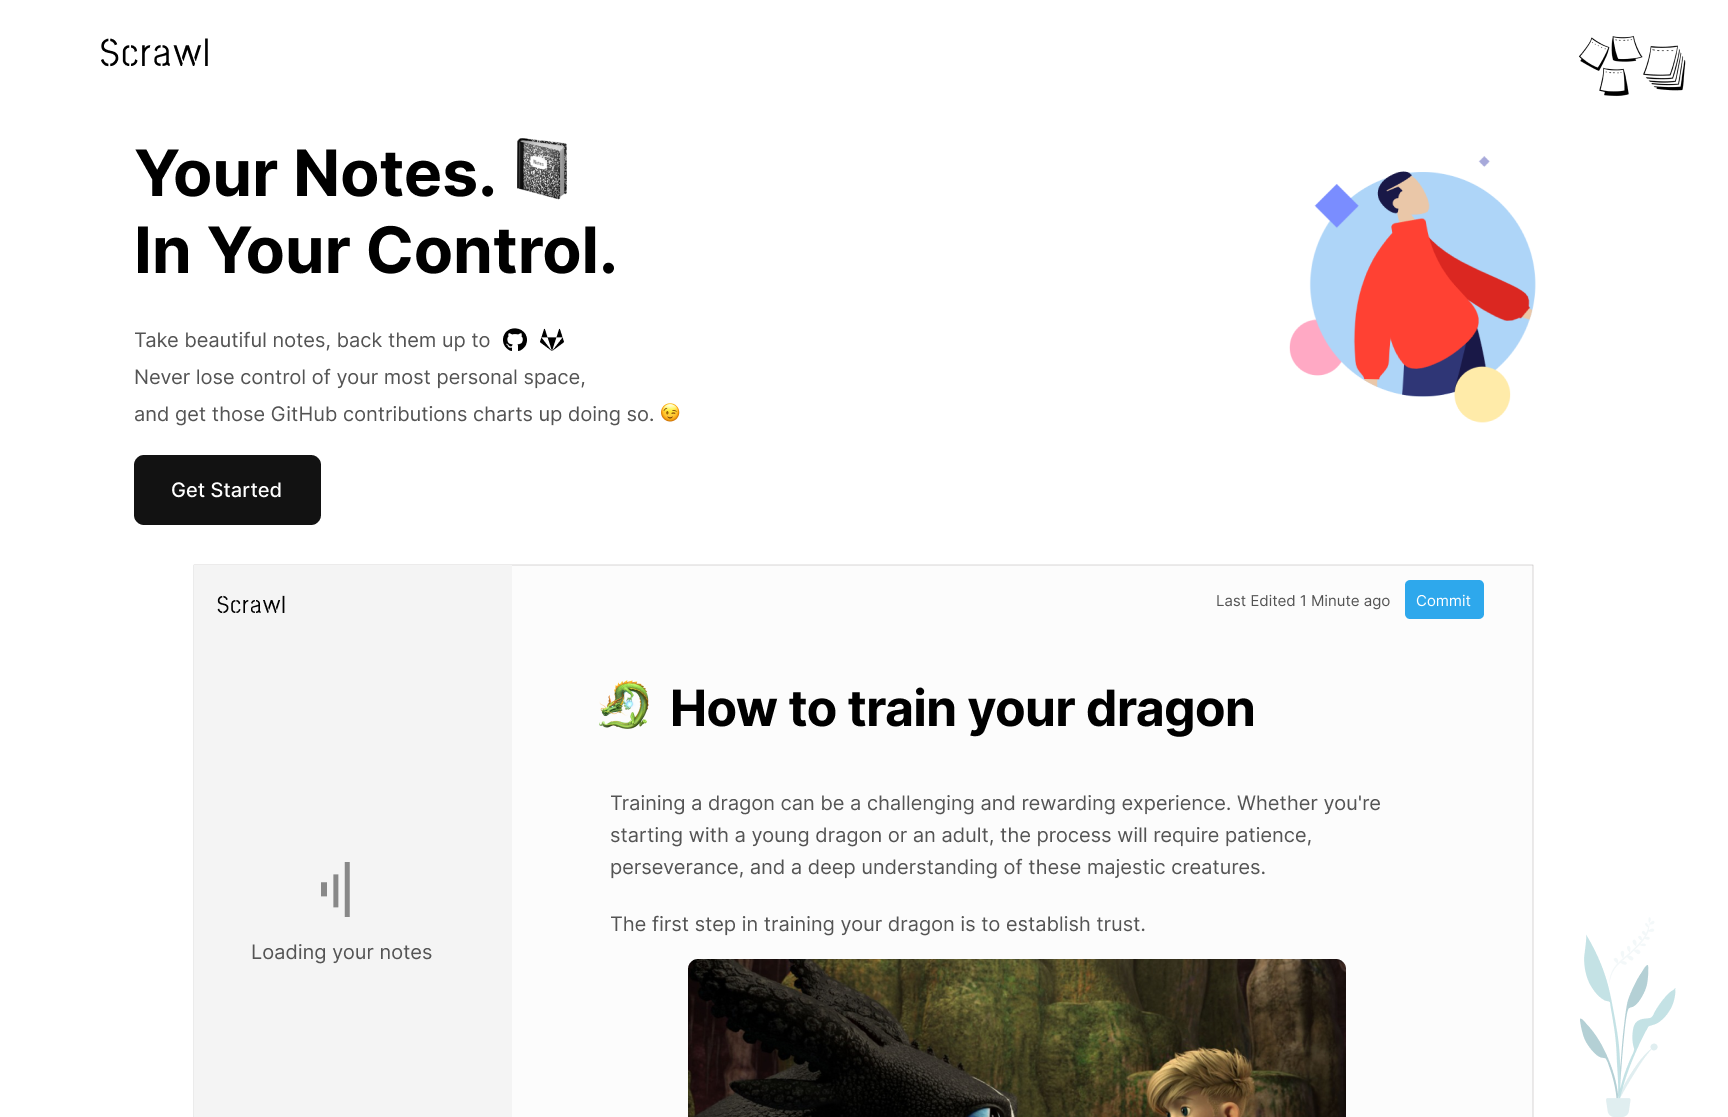 Scrawl
Your Notes.
In Your Control.
Take beautiful notes, back them up to
Never lose control of your most personal space,
and get those GitHub contributions charts up doing so. 😉
Get Started
Scrawl
Last Edited 1 Minute ago
Commit
How to train your dragon
Training a dragon can be a challenging and rewarding experience. Whether you're
starting with a young dragon or an adult, the process will require patience,
perseverance, and a deep understanding of these majestic creatures.
The first step in training your dragon is to establish trust.
Loading your notes